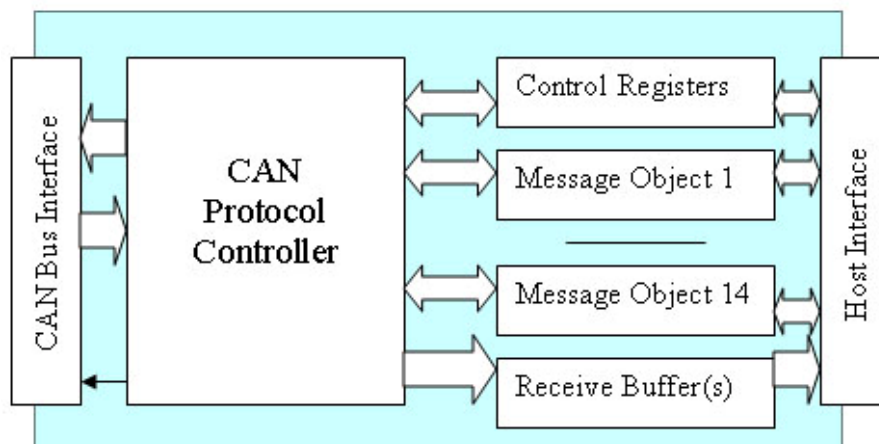 CAN Bus Interface
CAN
Protocol
Controller
Control Registers
Message Object 1
Message Object 14
Receive Buffer(s)
Host Interface